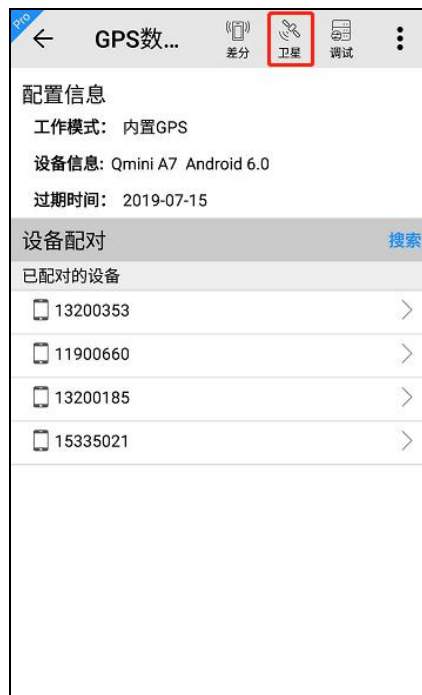 Pro
GPS数...
差分
卫星
调试
配置信息
工作模式： 内置GPS
设备信息: Qmini A7 Android 6.0
过期时间： 2019-07-15
设备配对 搜索
已配对的设备
13200353
11900660
13200185
15335021